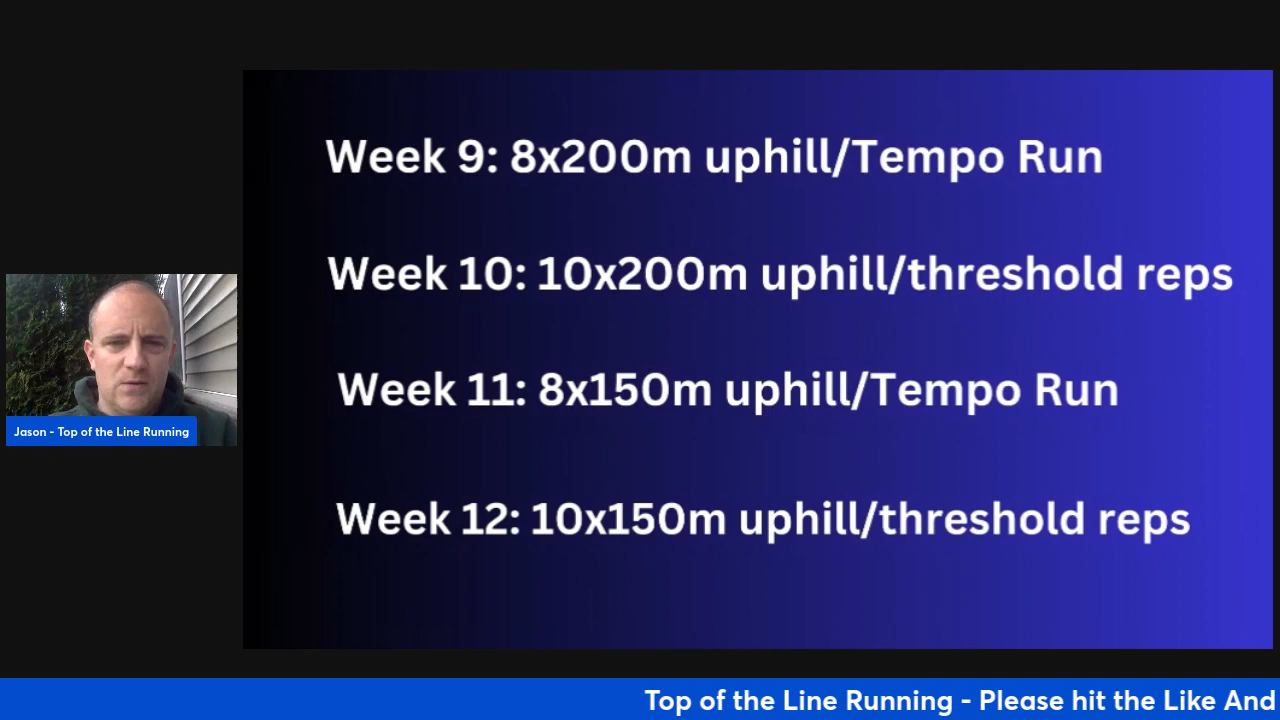 Week 9: 8x200m uphill/Tempo Run
Week 10: 10x200m uphill/threshold reps
Week 11: 8x150m uphill/Tempo Run
Week 12: 10x150m uphill/threshold reps
Jason - Top of the Line Running
Top of the Line Running - Please hit the Like And